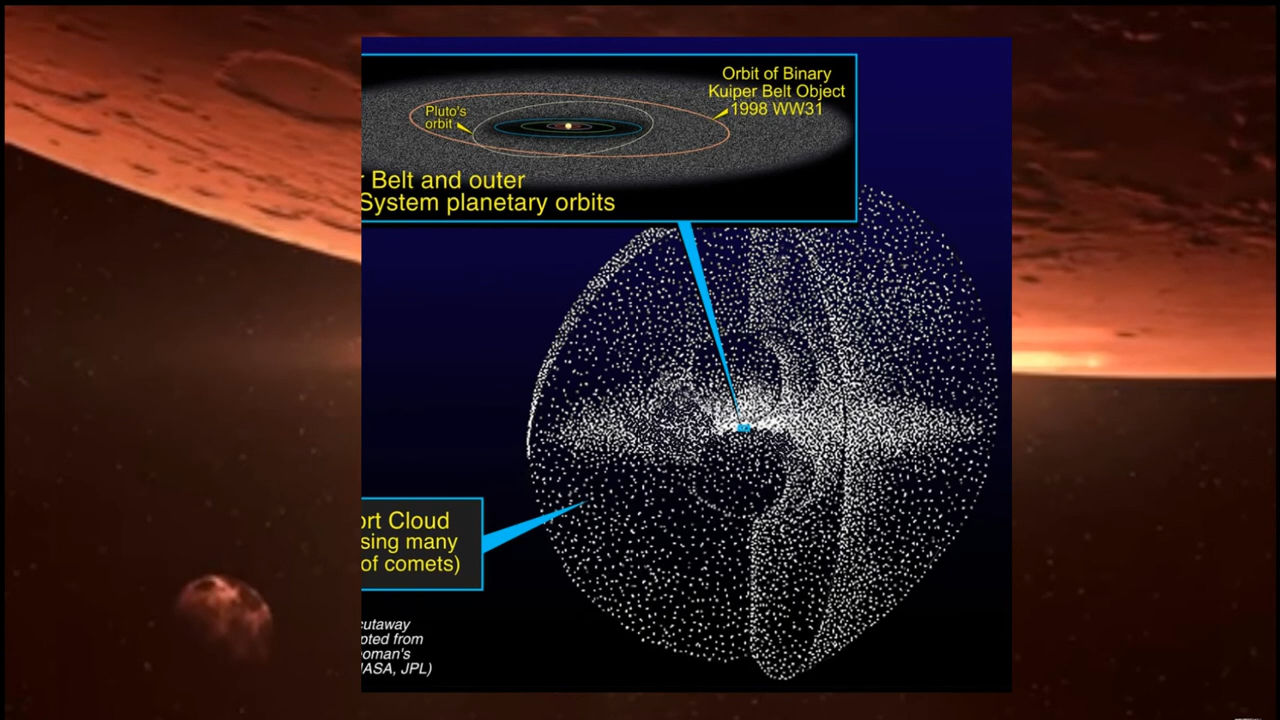 Orbit of Binary
Kuiper Belt Object
1998 WW31
Pluto's
orbit
r Belt and outer
System planetary orbits
ort Cloud
sing many
of comets)
cutaway
pted from
oman's
ASA, JPL)